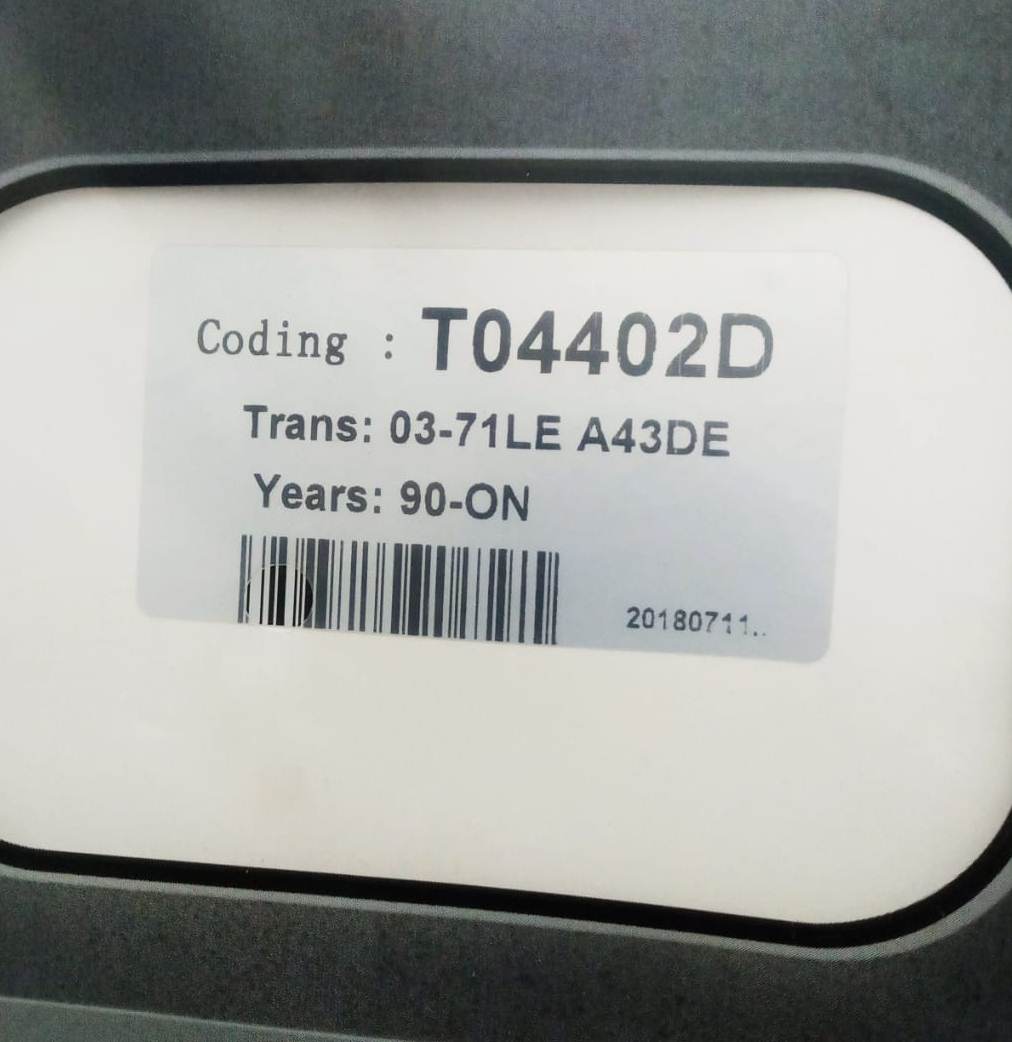 Coding : T04402D
Trans: 03-71LE A43DE
Years: 90-ON
20180711..